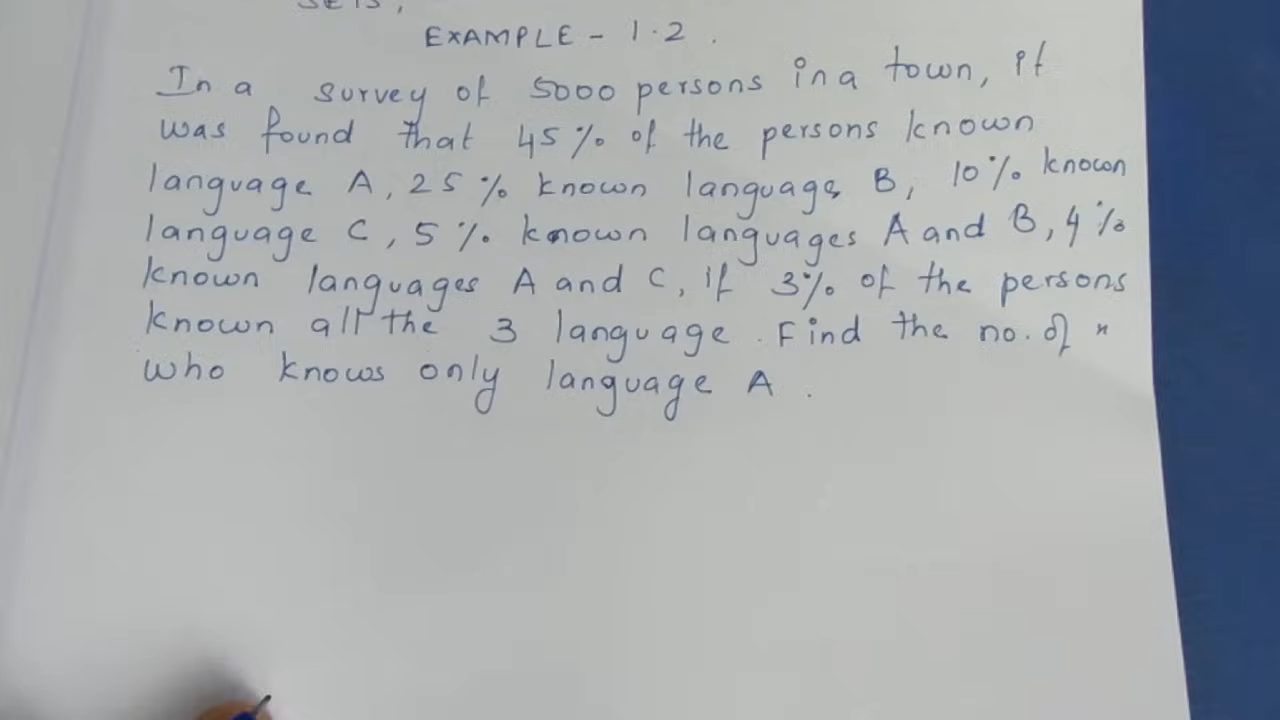 SETS,
EXAMPLE - 1.2.
In a survey of 5000 persons in a town, it
was found that 45% of the persons known
language A, 25% known language B, 10% known
language C, 5% known languages A and B, 4%
known languages A and C, if 3% of the persons
known all the 3 language. Find the no. of "
who knows only language A.